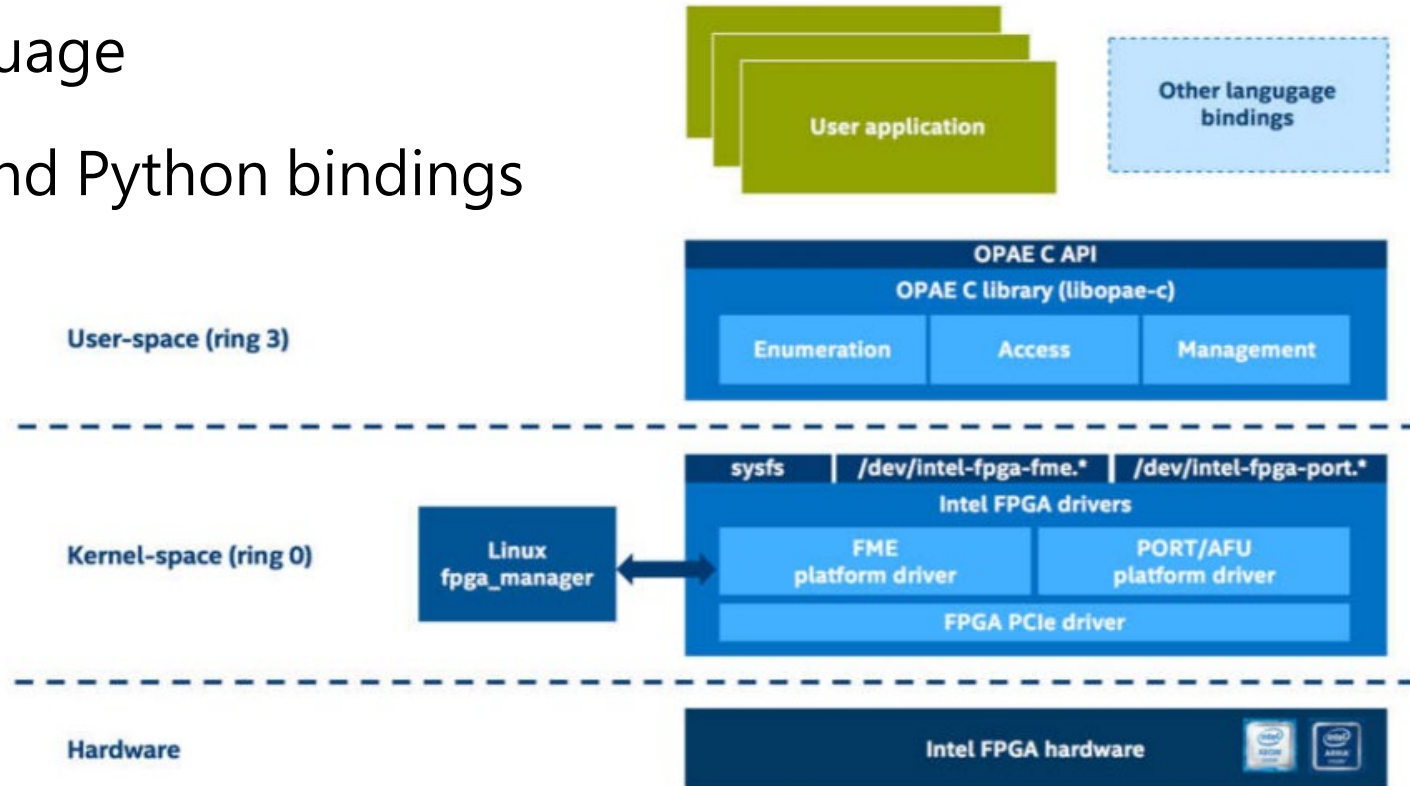 uage
nd Python bindings
User application
Other langugage
bindings
OPAE C API
OPAE C library (libopae-c)
Enumeration
Access
Management
User-space (ring 3)
sysfs
/dev/intel-fpga-fme.*
/dev/intel-fpga-port.*
Intel FPGA drivers
Kernel-space (ring 0)
Linux
fpga_manager
FME
platform driver
PORT/AFU
platform driver
FPGA PCIe driver
Hardware
Intel FPGA hardware